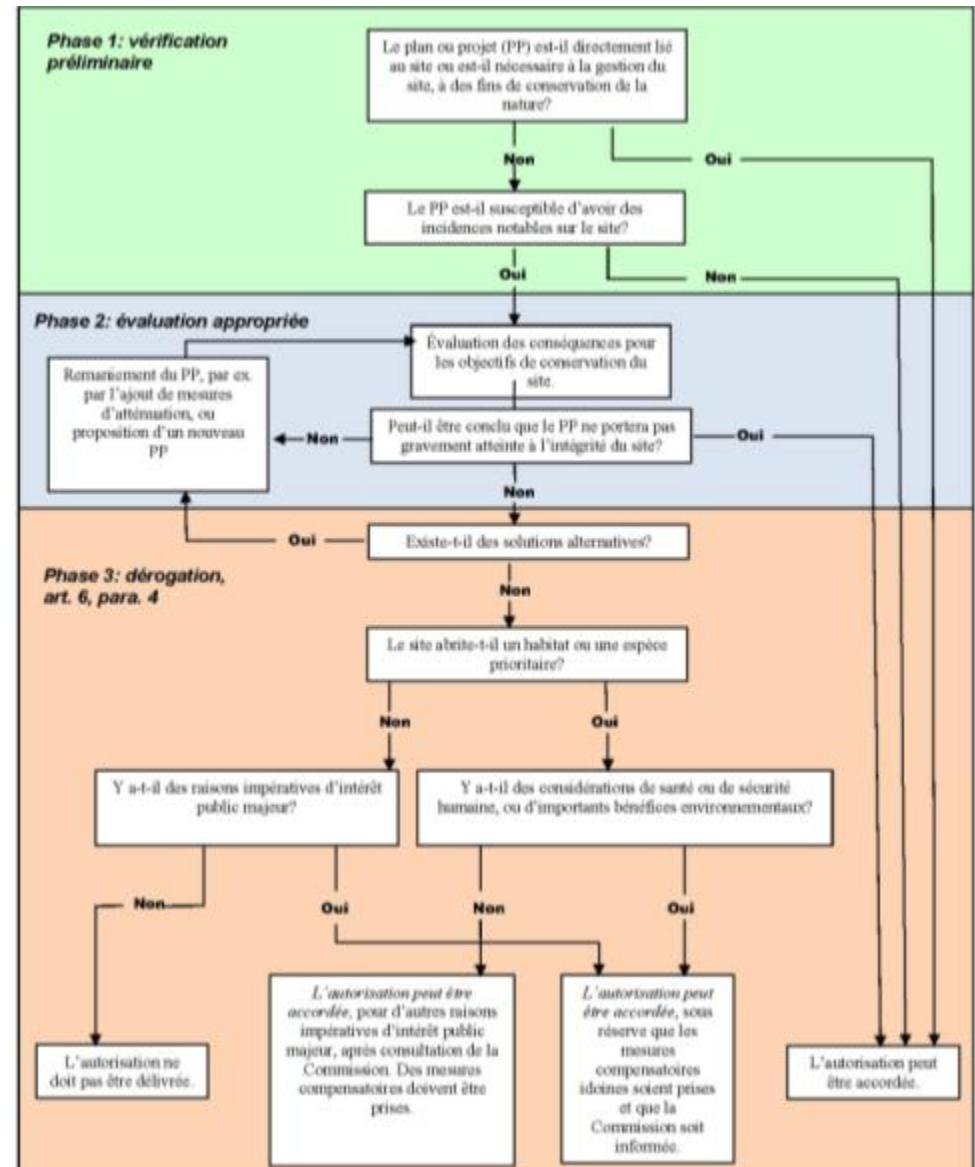 Phase 1: vérification
préliminaire
Le plan ou projet (PP) est-il directement lié
au site ou est-il nécessaire à la gestion du
site, à des fins de conservation de la
nature?
Non
Oui
Le PP est-il susceptible d'avoir des
incidences notables sur le site?
Oui
Non
Phase 2: évaluation appropriée
Évaluation des conséquences pour
les objectifs de conservation du
site.
Remaniement du PP, par ex.
par l'ajout de mesures
d'atténuation, ou
proposition d'un nouveau
PP
Non
Peut-il être conclu que le PP ne portera pas
gravement atteinte à l'intégrité du site?
Oui
Non
Oui
Existe-t-il des solutions alternatives?
Phase 3: dérogation,
art. 6, para. 4
Non
Le site abrite-t-il un habitat ou une espèce
prioritaire?
Non
Oui
Y a-t-il des raisons impératives d'intérêt
public majeur?
Y a-t-il des considérations de santé ou de sécurité
humaine, ou d'importants bénéfices environnementaux?
Non
Oui
Non
Oui
L'autorisation ne
doit pas être délivrée.
L'autorisation peut être
accordée, pour d'autres raisons
impératives d'intérêt public
majeur, après consultation de la
Commission. Des mesures
compensatoires doivent être
prises.
L'autorisation peut
être accordée, sous
réserve que les
mesures
compensatoires
idoines soient prises
et que la
Commission soit
informée.
L'autorisation peut
être accordée.